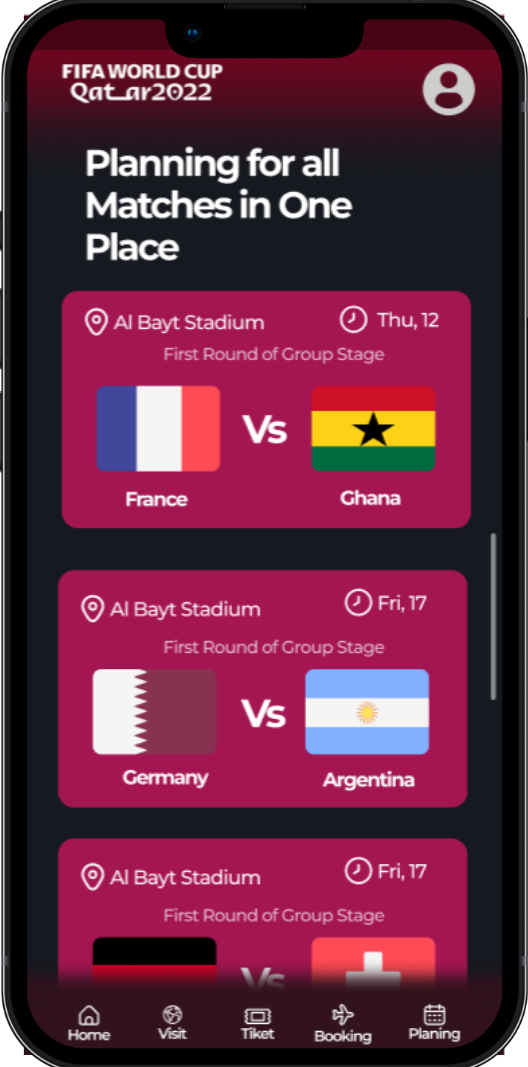 FIFA WORLD CUP
Qatar2022
Planning for all
Matches in One
Place
Al Bayt Stadium
Thu, 12
First Round of Group Stage
Vs
France
Ghana
Al Bayt Stadium
Fri, 17
First Round of Group Stage
Vs
Germany
Argentina
Al Bayt Stadium
Fri, 17
First Round of Group Stage
Vs
Home
Visit
Tiket
Booking
Planing